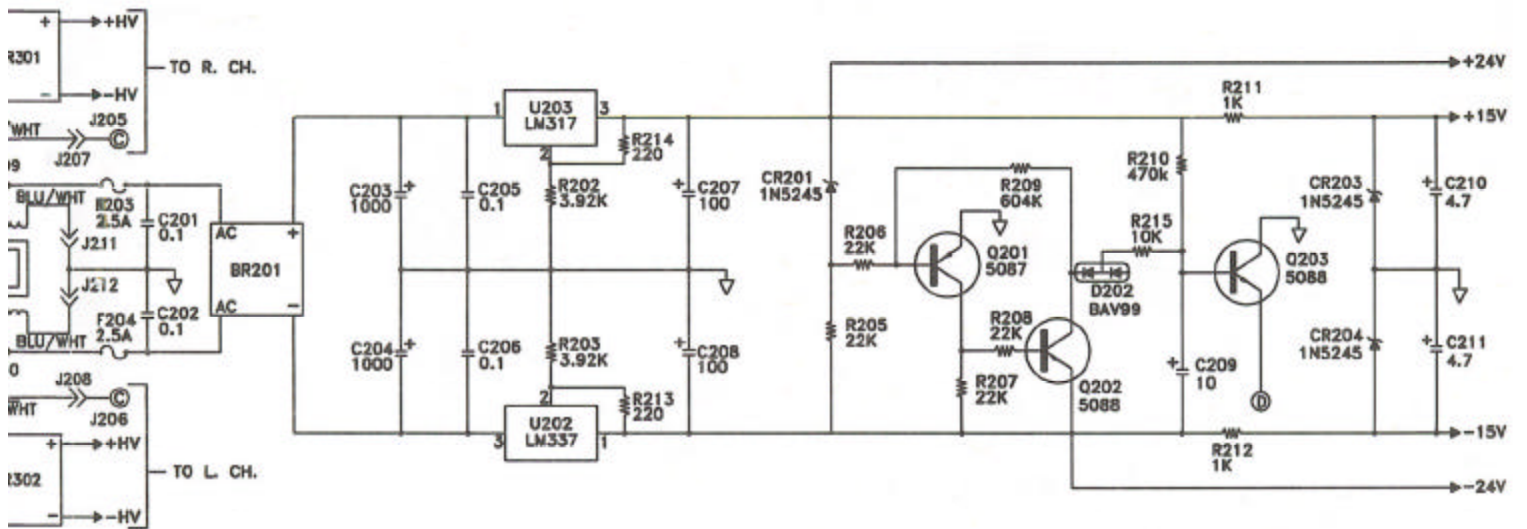 + +HV
R301
TO R. CH.
- -HV
/WHT J205
C
J207
BLU/WHT
2.5A
C201
0.1
J211
J212
C202
0.1
F204
2.5A
BLU/WHT
J208
WHT C
J206
+ +HV
R302
TO L. CH.
- -HV
AC +
BR201
AC -
C203
1000
+
C204
1000
+
C205
0.1
C206
0.1
1 U203 3
LM317
2
R214
220
R202
3.92K
R203
3.92K
2
R213
220
3 U202 1
LM337
+ C207
100
+ C208
100
CR201
1N5245
R206
22K
R205
22K
R209
604K
Q201
5087
R208
22K
R207
22K
Q202
5088
D202
BAV99
R215
10K
R210
470k
+ C209
10
Q203
5088
D
R211
1K
R212
1K
CR203
1N5245
CR204
1N5245
+ C210
4.7
+ C211
4.7
+24V
+15V
-15V
-24V